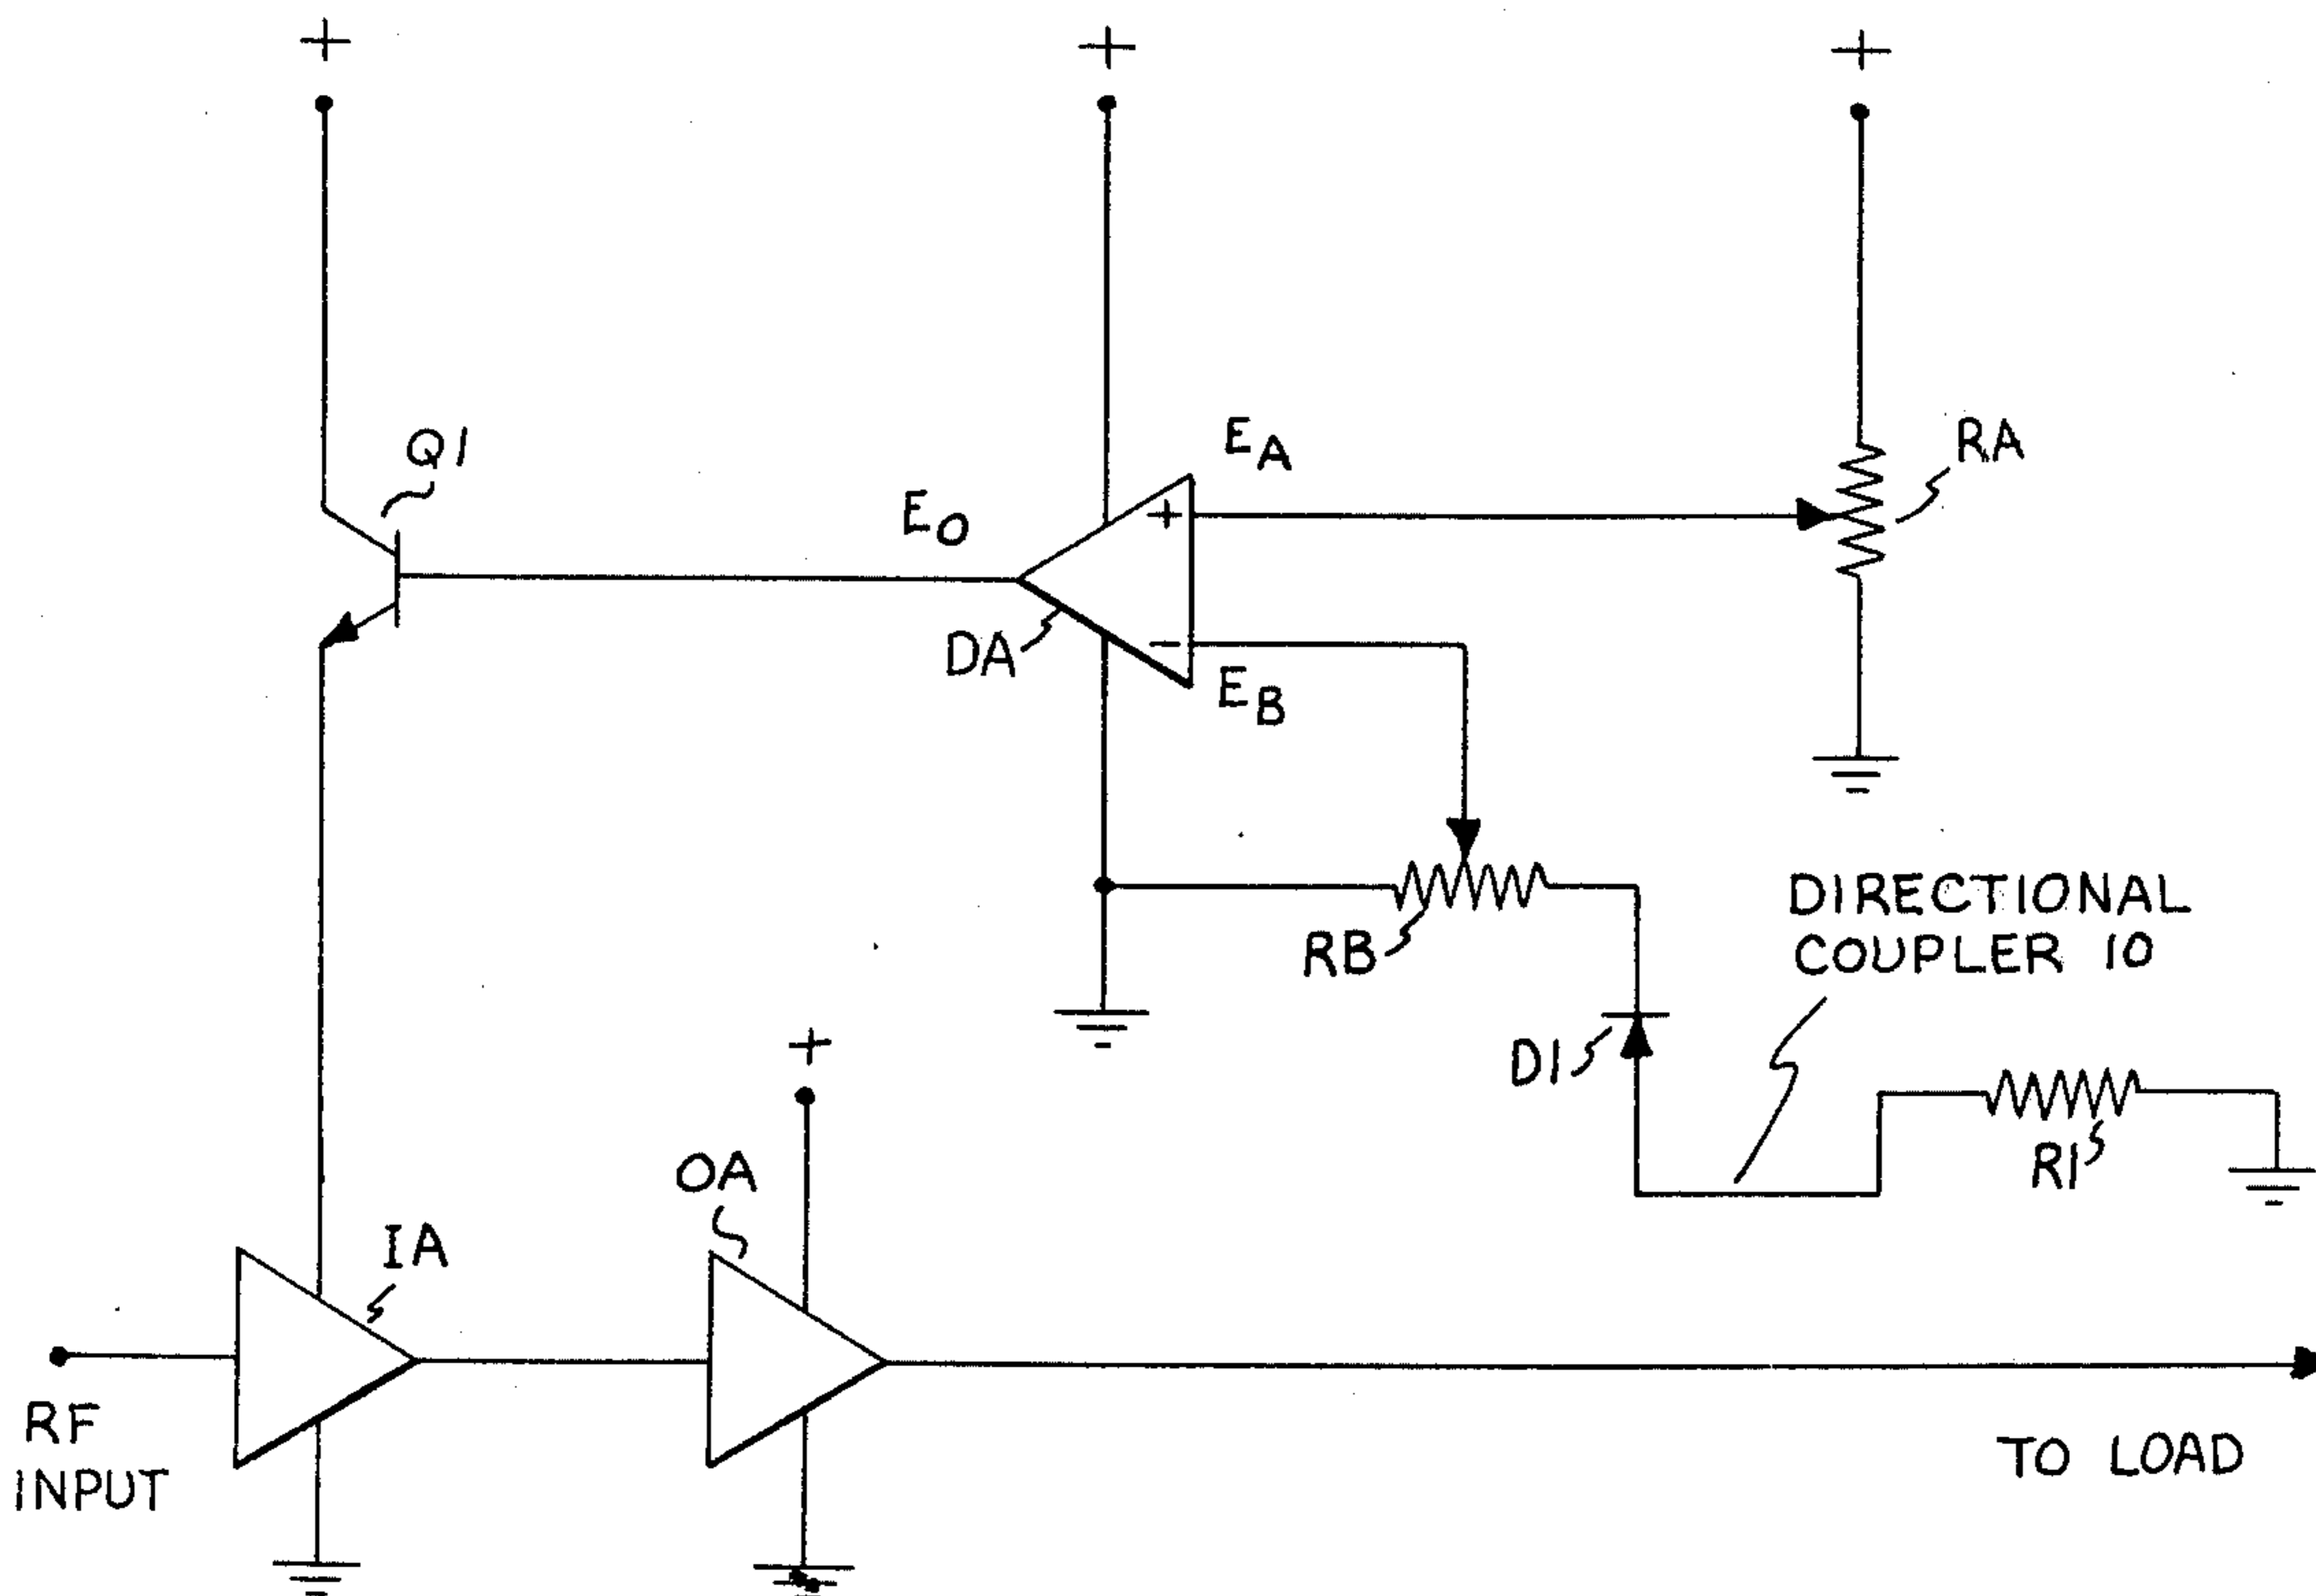 +
+
+
Q1
EO
EA
+
RA
DA
-
EB
RB
DIRECTIONAL
COUPLER 10
D1
+
OA
R1
IA
RF
INPUT
TO LOAD